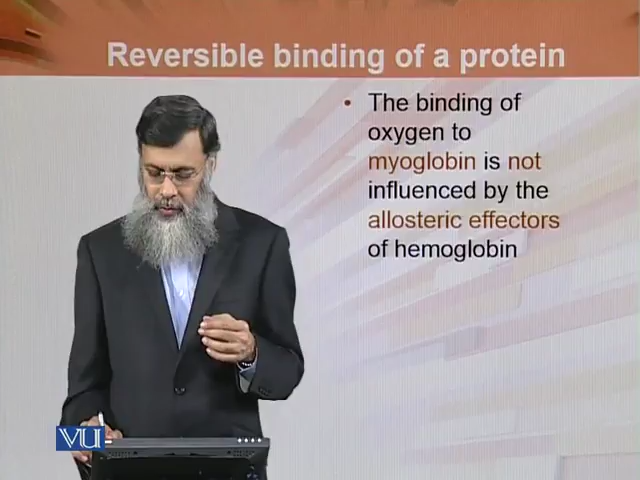 Reversible binding of a protein
• The binding of
oxygen to
myoglobin is not
influenced by the
allosteric effectors
of hemoglobin
VU